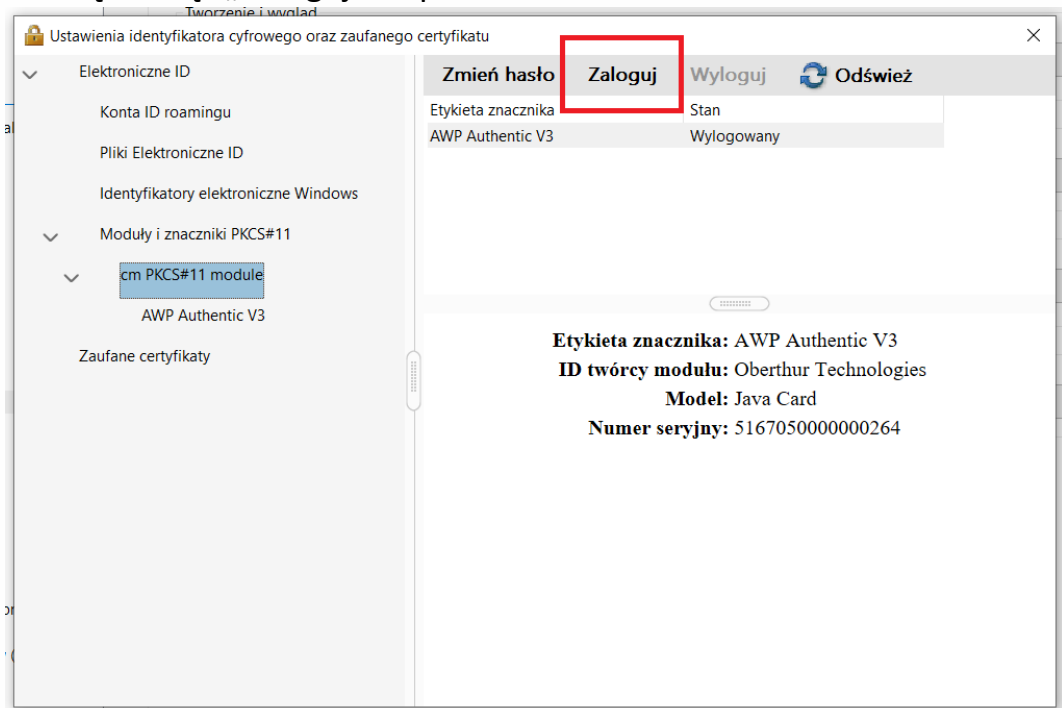 Tworzenie i wygląd
Ustawienia identyfikatora cyfrowego oraz zaufanego certyfikatu
Elektroniczne ID
Konta ID roamingu
Pliki Elektroniczne ID
Identyfikatory elektroniczne Windows
Moduły i znaczniki PKCS#11
cm PKCS#11 module
AWP Authentic V3
Zaufane certyfikaty
Zmień hasło Zaloguj Wyloguj Odśwież
Etykieta znacznika Stan
AWP Authentic V3 Wylogowany
Etykieta znacznika: AWP Authentic V3
ID twórcy modułu: Oberthur Technologies
Model: Java Card
Numer seryjny: 5167050000000264